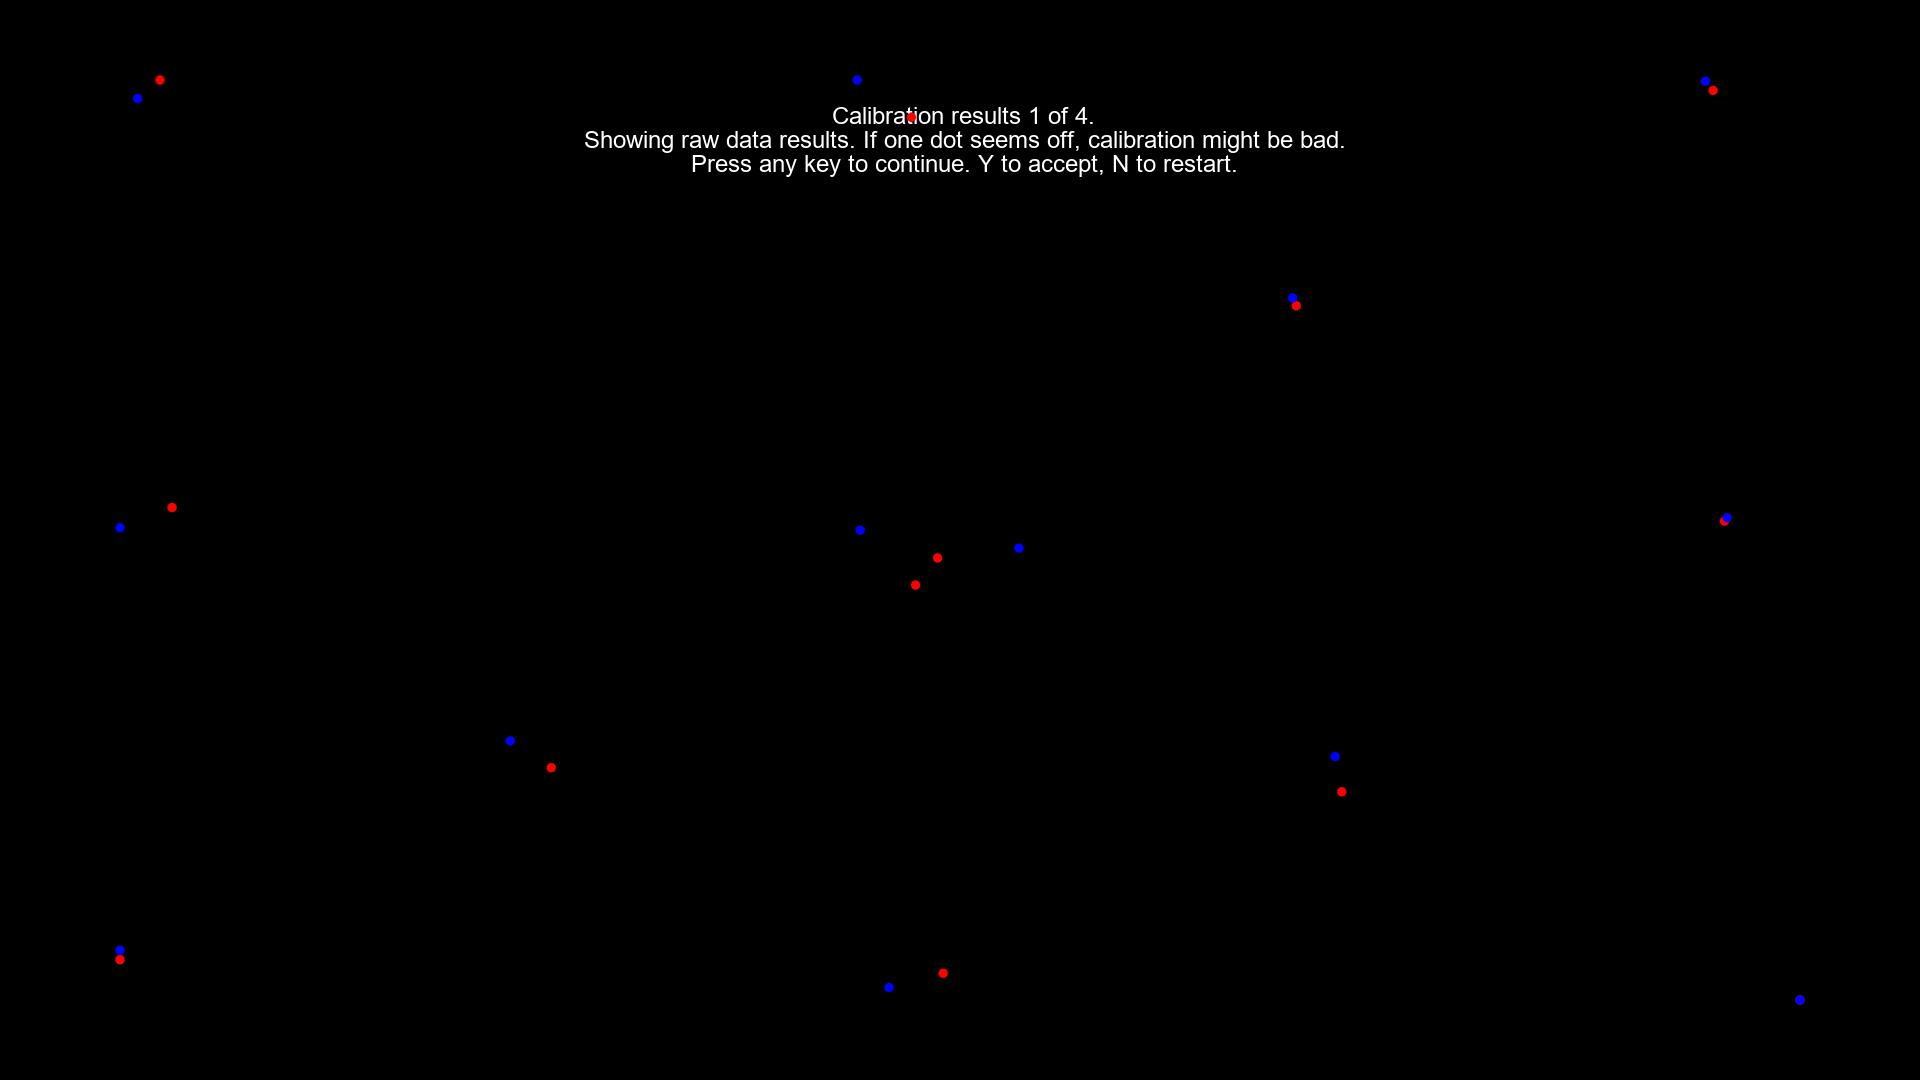 Calibration results 1 of 4.
Showing raw data results. If one dot seems off, calibration might be bad.
Press any key to continue. Y to accept, N to restart.